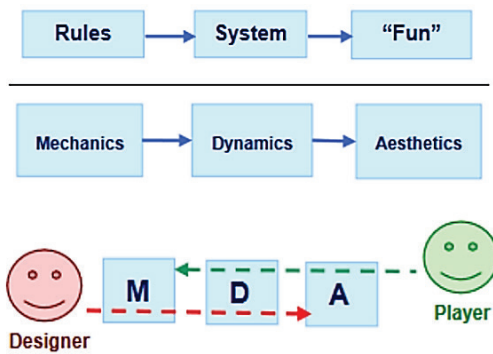 Rules System “Fun”
Mechanics Dynamics Aesthetics
M D A
Designer
Player